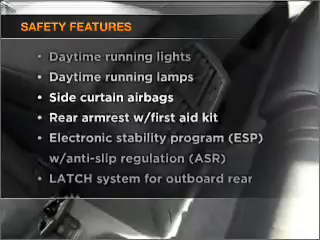 SAFETY FEATURES
• Daytime running lights
• Daytime running lamps
• Side curtain airbags
• Rear armrest w/first aid kit
• Electronic stability program (ESP)
w/anti-slip regulation (ASR)
• LATCH system for outboard rear